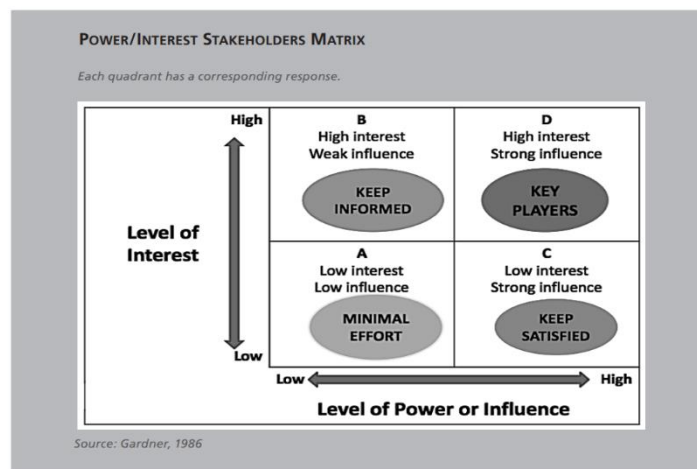 POWER/INTEREST STAKEHOLDERS MATRIX
Each quadrant has a corresponding response.
High
B
High interest
Weak influence
KEEP
INFORMED
D
High interest
Strong influence
KEY
PLAYERS
Level of
Interest
A
Low interest
Low influence
MINIMAL
EFFORT
C
Low interest
Strong influence
KEEP
SATISFIED
Low
Low
High
Level of Power or Influence
Source: Gardner, 1986